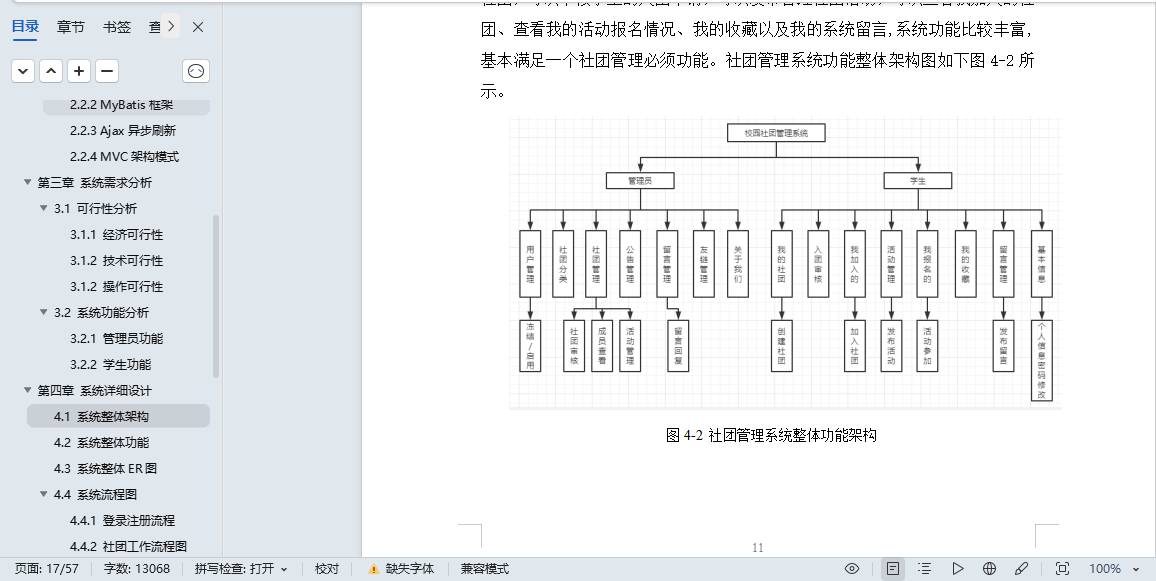 目录 章节 书签 查
2.2.2 MyBatis 框架
2.2.3 Ajax 异步刷新
2.2.4 MVC 架构模式
第三章 系统需求分析
3.1 可行性分析
3.1.1 经济可行性
3.1.2 技术可行性
3.1.2 操作可行性
3.2 系统功能分析
3.2.1 管理员功能
3.2.2 学生功能
第四章 系统详细设计
4.1 系统整体架构
4.2 系统整体功能
4.3 系统整体 ER 图
4.4 系统流程图
4.4.1 登录注册流程
4.4.2 社团工作流程图
团、查看我的活动报名情况、我的收藏以及我的系统留言,系统功能比较丰富,
基本满足一个社团管理必须功能。社团管理系统功能整体架构图如下图 4-2 所
示。
校园社团管理系统
管理员
学生
用户管理
社团分类
社团管理
公告管理
留言管理
友链管理
关于我们
我的社团
入团审核
我加入的
活动管理
我报名的
我的收藏
留言管理
基本信息
冻结/启用
社团审核
成员查看
活动管理
留言回复
创建社团
加入社团
发布活动
活动参加
发布留言
个人信息密码修改
图 4-2 社团管理系统整体功能架构
11
页面: 17/57 字数: 13068 拼写检查: 打开 校对 缺失字体 兼容模式 100%